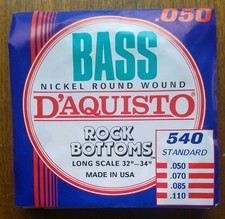 .050
BASS
NICKEL ROUND WOUND
D'AQUISTO
ROCK
BOTTOMS
LONG SCALE 32"-34"
MADE IN USA
540
STANDARD
.050
.070
.085
.110